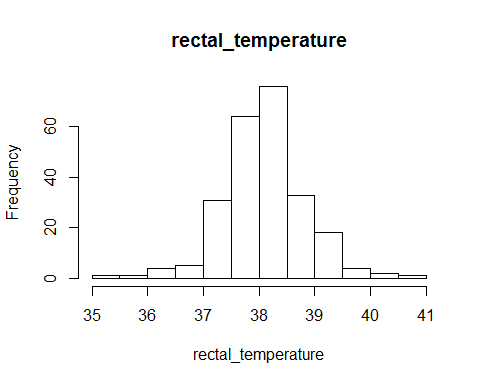 rectal_temperature
Frequency
60
40
20
0
35 36 37 38 39 40 41
rectal_temperature